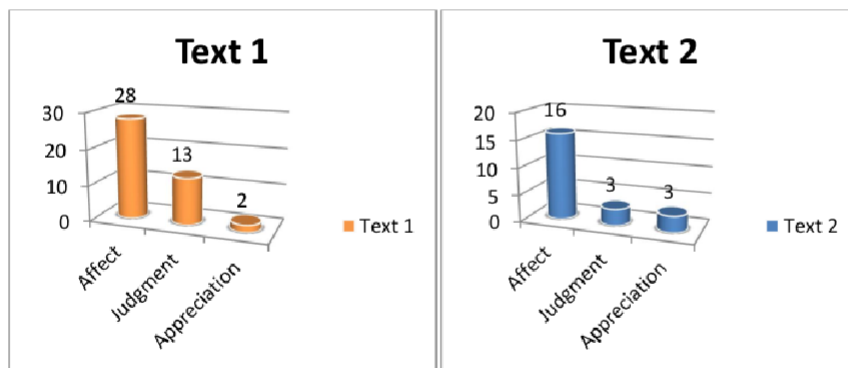 Text 1
28
30
13
20
2
10
0
Text 1
Affect
Judgment
Appreciation
Text 2
20
16
15
10
3
3
5
0
Text 2
Affect
Judgment
Appreciation